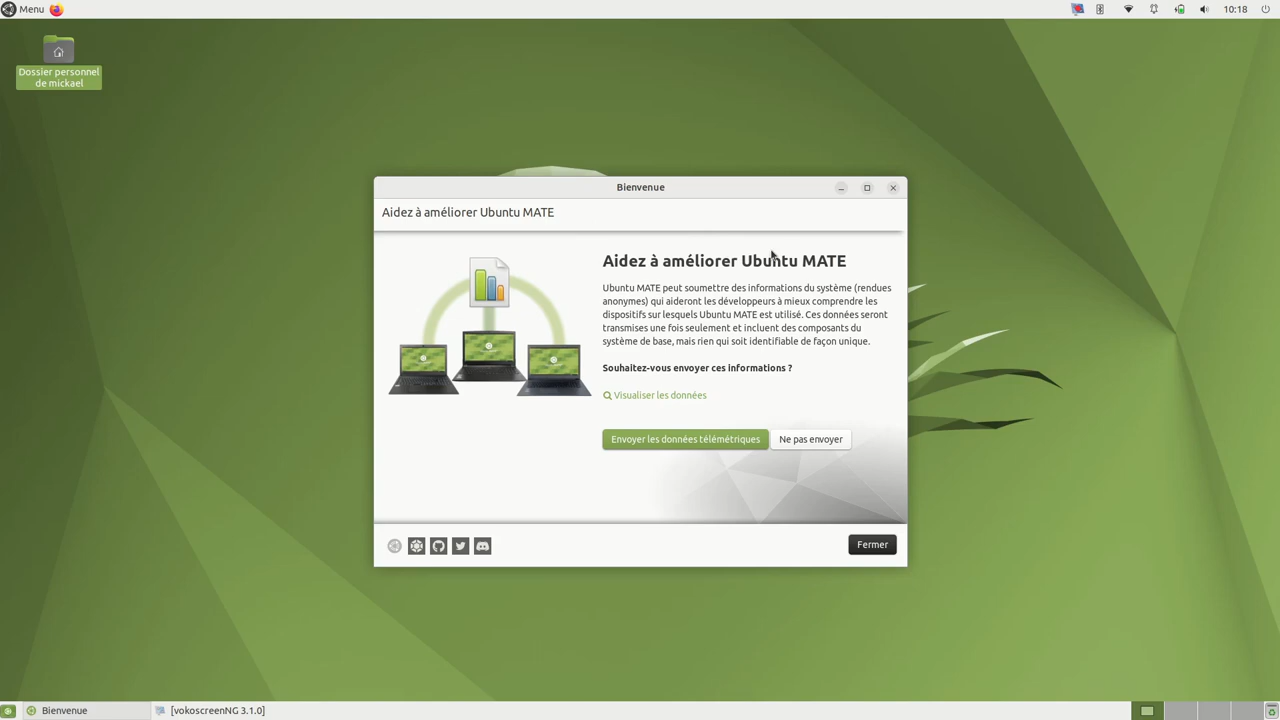 Menu
10:18
Dossier personnel
de mickael
Bienvenue
Aidez à améliorer Ubuntu MATE
Aidez à améliorer Ubuntu MATE
Ubuntu MATE peut soumettre des informations du système (rendues
anonymes) qui aideront les développeurs à mieux comprendre les
dispositifs sur lesquels Ubuntu MATE est utilisé. Ces données seront
transmises une fois seulement et incluent des composants du
système de base, mais rien qui soit identifiable de façon unique.
Souhaitez-vous envoyer ces informations ?
Visualiser les données
Envoyer les données télémétriques
Ne pas envoyer
Fermer
Bienvenue
[vokoscreenNG 3.1.0]